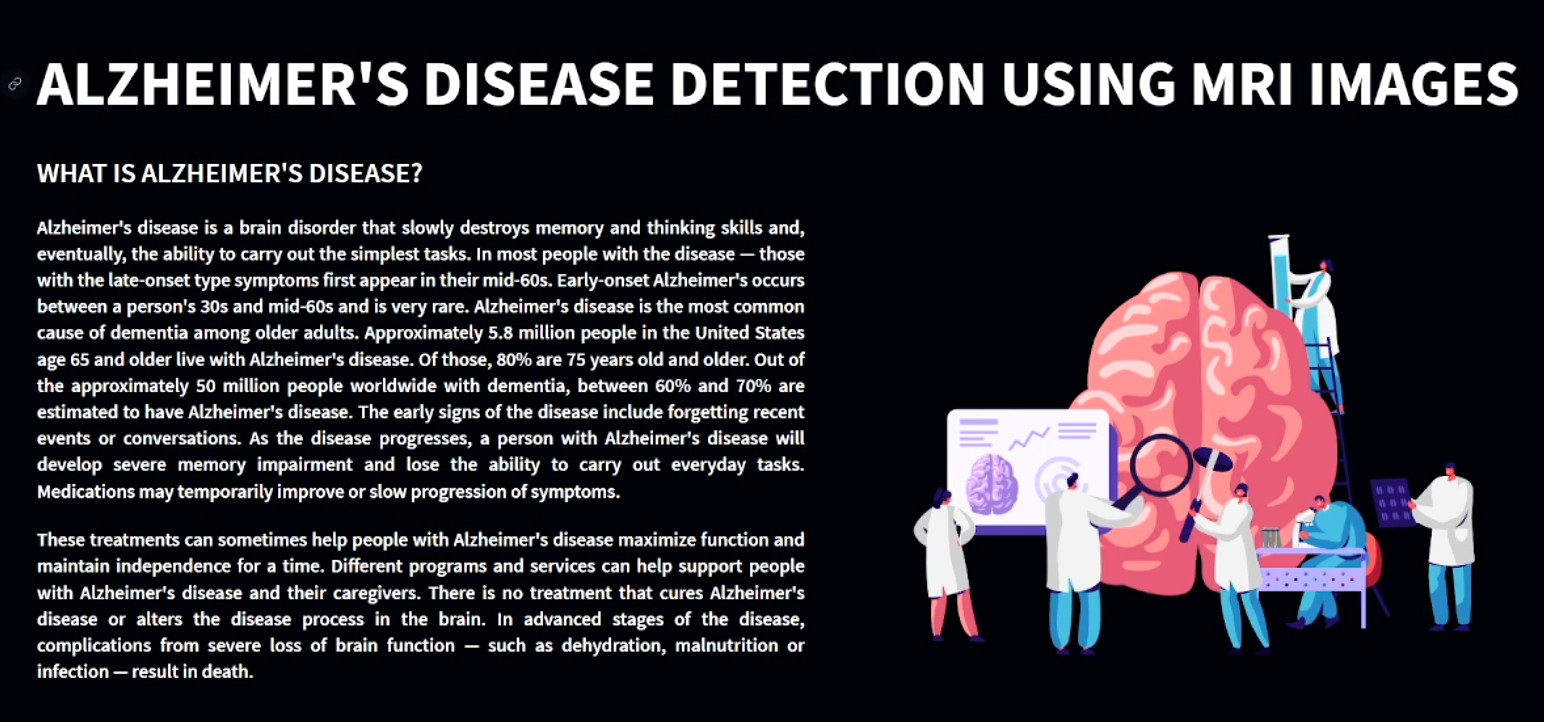 ALZHEIMER'S DISEASE DETECTION USING MRI IMAGES
WHAT IS ALZHEIMER'S DISEASE?
Alzheimer's disease is a brain disorder that slowly destroys memory and thinking skills and,
eventually, the ability to carry out the simplest tasks. In most people with the disease — those
with the late-onset type symptoms first appear in their mid-60s. Early-onset Alzheimer's occurs
between a person's 30s and mid-60s and is very rare. Alzheimer's disease is the most common
cause of dementia among older adults. Approximately 5.8 million people in the United States
age 65 and older live with Alzheimer's disease. Of those, 80% are 75 years old and older. Out of
the approximately 50 million people worldwide with dementia, between 60% and 70% are
estimated to have Alzheimer's disease. The early signs of the disease include forgetting recent
events or conversations. As the disease progresses, a person with Alzheimer's disease will
develop severe memory impairment and lose the ability to carry out everyday tasks.
Medications may temporarily improve or slow progression of symptoms.
These treatments can sometimes help people with Alzheimer's disease maximize function and
maintain independence for a time. Different programs and services can help support people
with Alzheimer's disease and their caregivers. There is no treatment that cures Alzheimer's
disease or alters the disease process in the brain. In advanced stages of the disease,
complications from severe loss of brain function — such as dehydration, malnutrition or
infection — result in death.